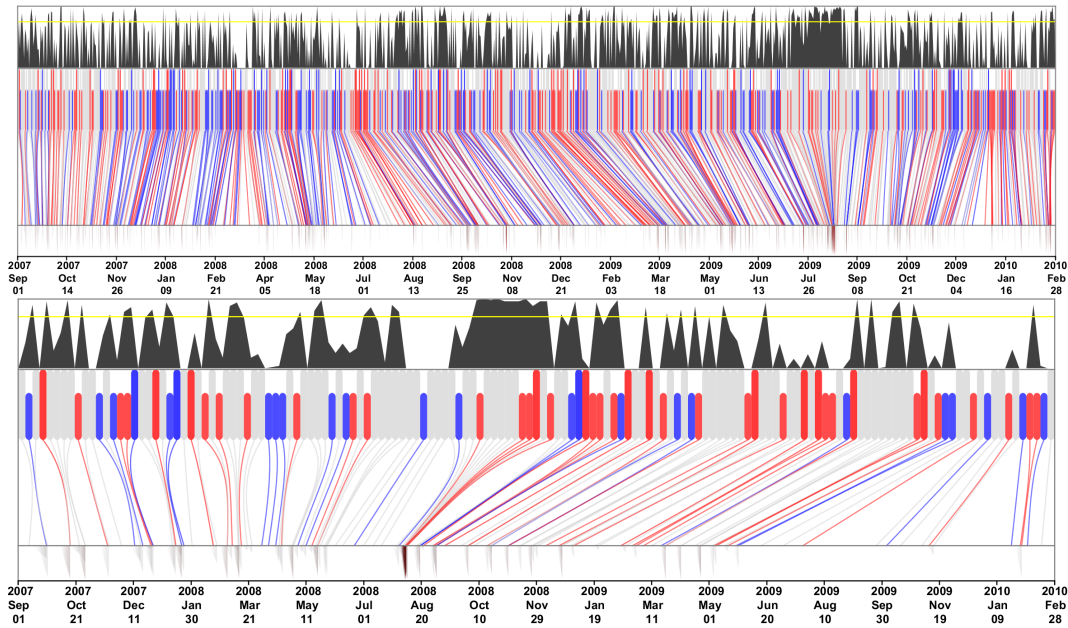 2007 2007 2007 2008 2008 2008 2008 2008 2008 2008 2008 2008 2009 2009 2009 2009 2009 2009 2009 2009 2010 2010
Sep Oct Nov Jan Feb Apr May Jul Aug Sep Nov Dec Feb Mar May Jun Jul Sep Oct Dec Jan Feb
01 14 26 09 21 05 18 01 13 25 08 21 03 18 01 13 26 08 21 04 16 28
2007 2007 2007 2008 2008 2008 2008 2008 2008 2008 2009 2009 2009 2009 2009 2009 2009 2010 2010
Sep Oct Dec Jan Mar May Jul Aug Oct Nov Jan Mar May Jun Aug Sep Nov Jan Feb
01 21 11 30 21 11 01 20 10 29 19 11 01 20 10 30 19 09 28